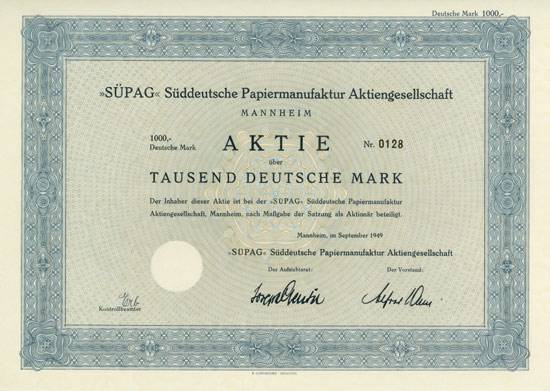 Deutsche Mark 1000,-
»SÜPAG« Süddeutsche Papiermanufaktur Aktiengesellschaft
MANNHEIM
1000,-
Deutsche Mark
AKTIE
Nr. 0128
über
TAUSEND DEUTSCHE MARK
Der Inhaber dieser Aktie ist bei der »SÜPAG« Süddeutsche Papiermanufaktur
Aktiengesellschaft, Mannheim, nach Maßgabe der Satzung als Aktionär beteiligt.
Mannheim, im September 1949
»SÜPAG« Süddeutsche Papiermanufaktur Aktiengesellschaft
Der Aufsichtsrat:
Der Vorstand:
Kontrollbeamter